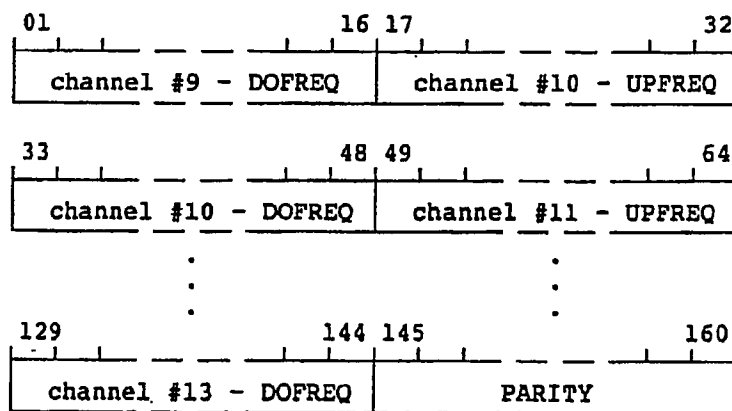 01 16 17 32
channel #9 - DOFREQ channel #10 - UPFREQ
33 48 49 64
channel #10 - DOFREQ channel #11 - UPFREQ
129 144 145 160
channel #13 - DOFREQ PARITY